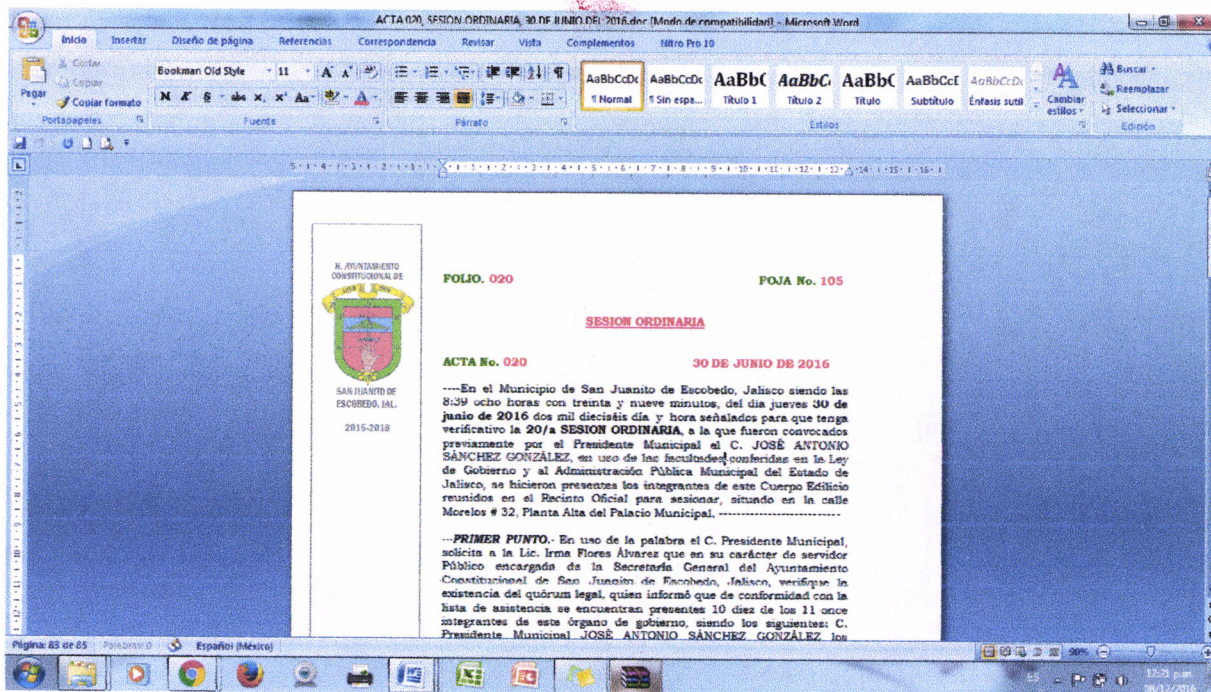 ACTA 020, SESION ORDINARIA, 30 DE JUNIO DEL 2016.doc [Modo de compatibilidad] - Microsoft Word
Inicio Insertar Diseño de página Referencias Correspondencia Revisar Vista Complementos Nitro Pro 10
Cortar
Copiar
Copiar formato
Pegar
Portapapeles
Bookman Old Style 11
N K S abe x, x² Aa A
Fuente
Párrafo
AaBbCcDc AaBbCcDc AaBbC AaBbC AaBbC AaBbCcI AaBbCcDc
¶ Normal ¶ Sin espa... Título 1 Título 2 Título Subtítulo Énfasis sutil
Cambiar estilos
Estilos
Buscar
Reemplazar
Seleccionar
Edición
H. AYUNTAMIENTO
CONSTITUCIONAL DE
SAN JUANITO DE
ESCOBEDO, JAL.
2015-2018
FOLIO. 020 FOJA No. 105
SESION ORDINARIA
ACTA No. 020 30 DE JUNIO DE 2016
----En el Municipio de San Juanito de Escobedo, Jalisco siendo las
8:39 ocho horas con treinta y nueve minutos, del día jueves 30 de
junio de 2016 dos mil dieciséis día y hora señalados para que tenga
verificativo la 20/a SESION ORDINARIA, a la que fueron convocados
previamente por el Presidente Municipal el C. JOSÉ ANTONIO
SÁNCHEZ GONZÁLEZ, en uso de las facultades conferidas en la Ley
de Gobierno y al Administración Pública Municipal del Estado de
Jalisco, se hicieron presentes los integrantes de este Cuerpo Edilicio
reunidos en el Recinto Oficial para sesionar, situado en la calle
Morelos # 32, Planta Alta del Palacio Municipal. --------------------------
---PRIMER PUNTO.- En uso de la palabra el C. Presidente Municipal,
solicita a la Lic. Irma Flores Álvarez que en su carácter de servidor
Público encargada de la Secretaría General del Ayuntamiento
Constitucional de San Juanito de Escobedo, Jalisco, verifique la
existencia del quórum legal, quien informó que de conformidad con la
lista de asistencia se encuentran presentes 10 diez de los 11 once
integrantes de este órgano de gobierno, siendo los siguientes: C.
Presidente Municipal JOSÉ ANTONIO SÁNCHEZ GONZÁLEZ los
Página: 83 de 85 Palabras: 0 Español (México) 90%
ES 12:21 p.m.
16/12/2016